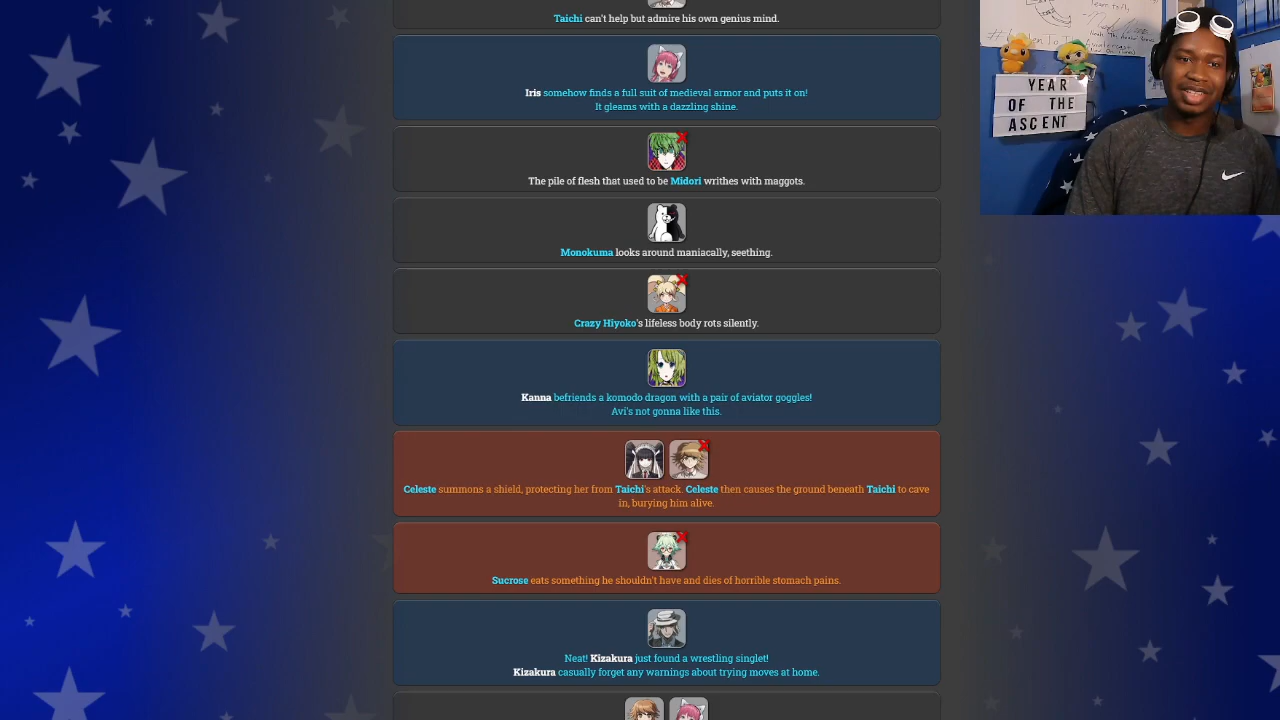 Taichi can't help but admire his own genius mind.
Iris somehow finds a full suit of medieval armor and puts it on!
It gleams with a dazzling shine.
The pile of flesh that used to be Midori writhes with maggots.
Monokuma looks around maniacally, seething.
Crazy Hiyoko's lifeless body rots silently.
Kanna befriends a komodo dragon with a pair of aviator goggles!
Avi's not gonna like this.
Celeste summons a shield, protecting her from Taichi's attack. Celeste then causes the ground beneath Taichi to cave
in, burying him alive.
Sucrose eats something he shouldn't have and dies of horrible stomach pains.
Neat! Kizakura just found a wrestling singlet!
Kizakura casually forget any warnings about trying moves at home.
YEAR
OF THE
ASCENT